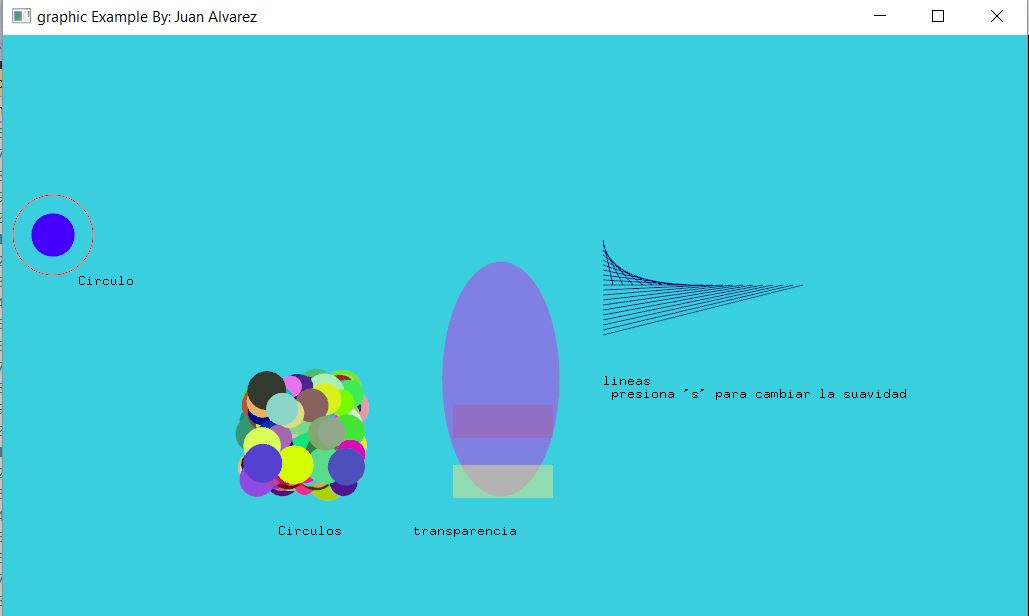 graphic Example By: Juan Alvarez
Circulo
lineas
presiona "s" para cambiar la suavidad
Circulos
transparencia